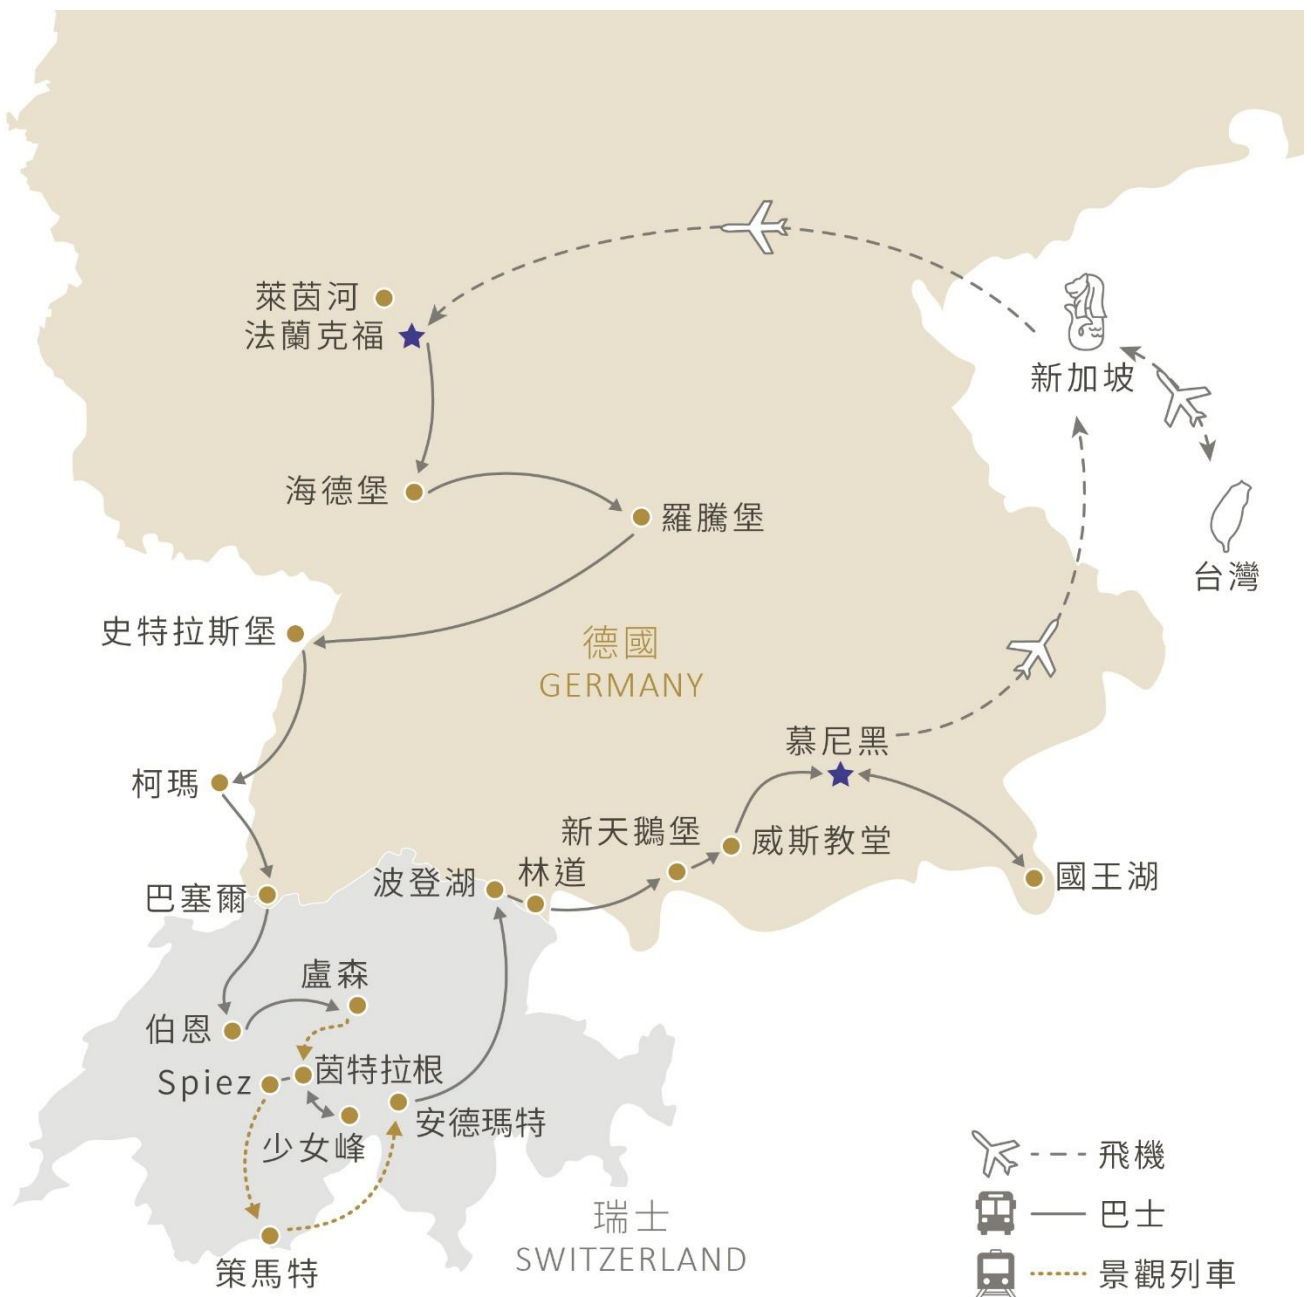 萊茵河
法蘭克福
新加坡
海德堡
羅騰堡
台灣
史特拉斯堡
德國
GERMANY
慕尼黑
柯瑪
新天鵝堡
威斯教堂
林道
波登湖
國王湖
巴塞爾
盧森
伯恩
茵特拉根
Spiez
安德瑪特
少女峰
飛機
瑞士
巴士
SWITZERLAND
策馬特
景觀列車